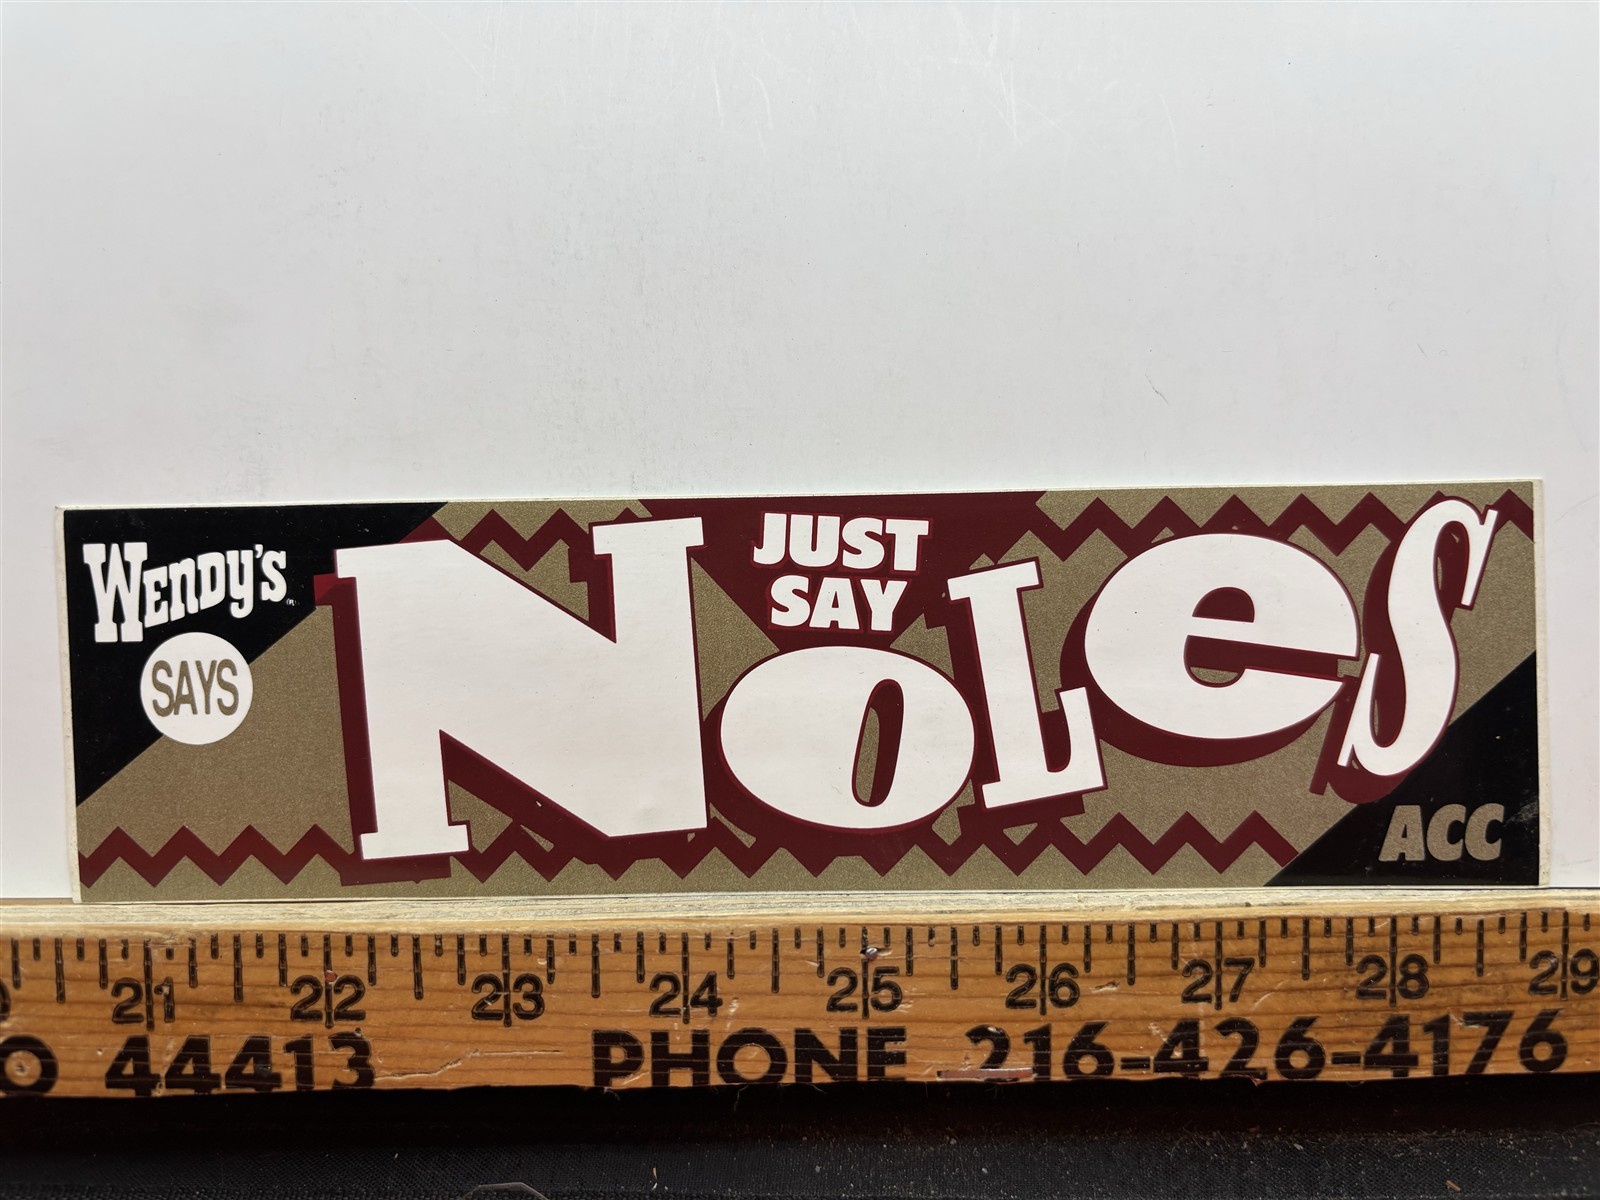 WENDY'S
SAYS
JUST
SAY
NOLES
ACC
21 22 23 24 25 26 27 28 29
O 44413 PHONE 216-426-4176